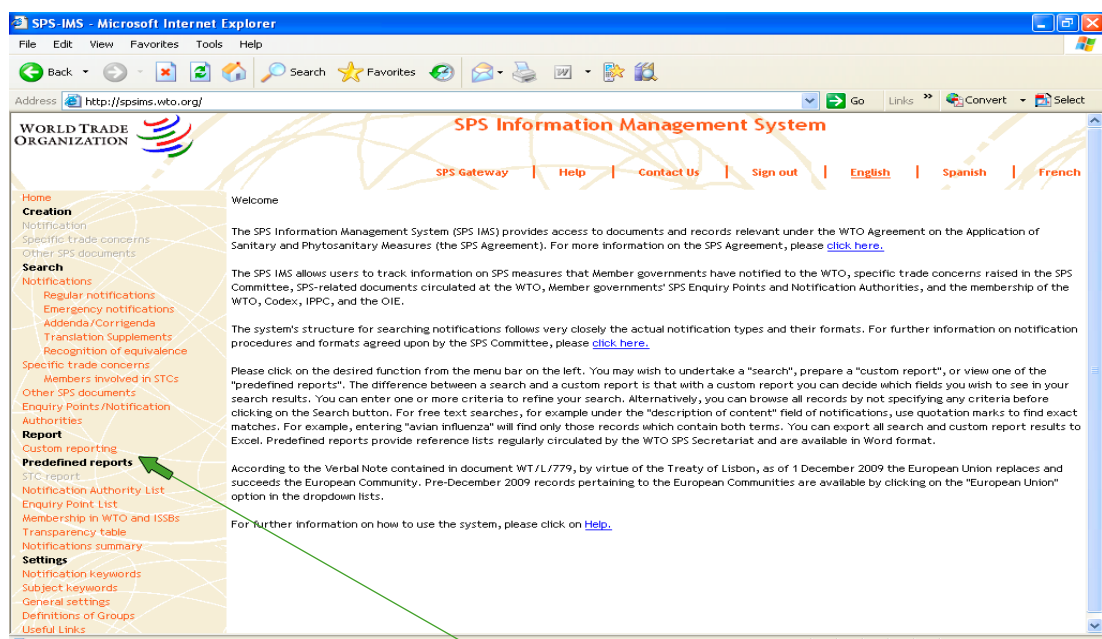 SPS-IMS - Microsoft Internet Explorer
File Edit View Favorites Tools Help
Back Search Favorites
Address http://spsims.wto.org/ Go Links » Convert Select
WORLD TRADE
ORGANIZATION
SPS Information Management System
SPS Gateway | Help | Contact Us | Sign out | English | Spanish | French
Home
Creation
Notification
Specific trade concerns
Other SPS documents
Search
Notifications
Regular notifications
Emergency notifications
Addenda/Corrigenda
Translation Supplements
Recognition of equivalence
Specific trade concerns
Members involved in STCs
Other SPS documents
Enquiry Points/Notification
Authorities
Report
Custom reporting
Predefined reports
STC report
Notification Authority List
Enquiry Point List
Membership in WTO and ISSBs
Transparency table
Notifications summary
Settings
Notification keywords
Subject keywords
General settings
Definitions of Groups
Useful Links
Welcome
The SPS Information Management System (SPS IMS) provides access to documents and records relevant under the WTO Agreement on the Application of
Sanitary and Phytosanitary Measures (the SPS Agreement). For more information on the SPS Agreement, please click here.
The SPS IMS allows users to track information on SPS measures that Member governments have notified to the WTO, specific trade concerns raised in the SPS
Committee, SPS-related documents circulated at the WTO, Member governments' SPS Enquiry Points and Notification Authorities, and the membership of the
WTO, Codex, IPPC, and the OIE.
The system's structure for searching notifications follows very closely the actual notification types and their formats. For further information on notification
procedures and formats agreed upon by the SPS Committee, please click here.
Please click on the desired function from the menu bar on the left. You may wish to undertake a "search", prepare a "custom report", or view one of the
"predefined reports". The difference between a search and a custom report is that with a custom report you can decide which fields you wish to see in your
search results. You can enter one or more criteria to refine your search. Alternatively, you can browse all records by not specifying any criteria before
clicking on the Search button. For free text searches, for example under the "description of content" field of notifications, use quotation marks to find exact
matches. For example, entering "avian influenza" will find only those records which contain both terms. You can export all search and custom report results to
Excel. Predefined reports provide reference lists regularly circulated by the WTO SPS Secretariat and are available in Word format.
According to the Verbal Note contained in document WT/L/779, by virtue of the Treaty of Lisbon, as of 1 December 2009 the European Union replaces and
succeeds the European Community. Pre-December 2009 records pertaining to the European Communities are available by clicking on the "European Union"
option in the dropdown lists.
For further information on how to use the system, please click on Help.